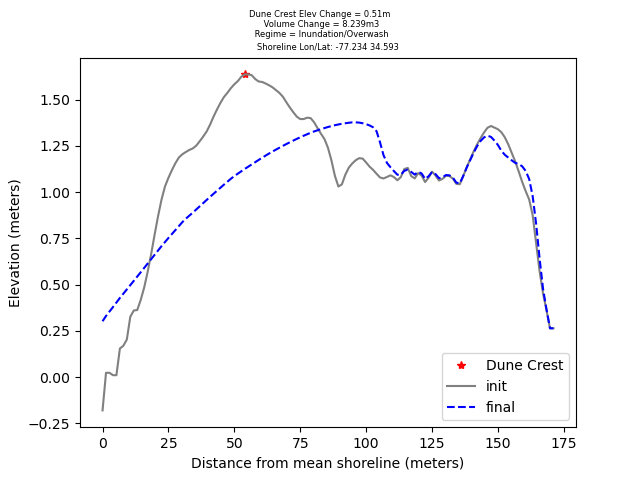 Dune Crest Elev Change = 0.51m
Volume Change = 8.239m3
Regime = Inundation/Overwash
Shoreline Lon/Lat: -77.234 34.593
1.50
1.25
1.00
0.75
0.50
0.25
0.00
−0.25
Elevation (meters)
Dune Crest
init
final
0 25 50 75 100 125 150 175
Distance from mean shoreline (meters)